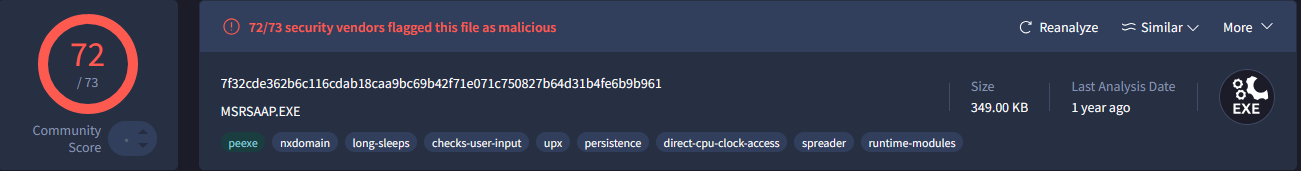 72
/ 73
Community
Score
72/73 security vendors flagged this file as malicious
Reanalyze
Similar
More
7f32cde362b6c116cdab18caa9bc69b42f71e071c750827b64d31b4fe6b9b961
MSRSAAP.EXE
Size
349.00 KB
Last Analysis Date
1 year ago
EXE
peexe
nxdomain
long-sleeps
checks-user-input
upx
persistence
direct-cpu-clock-access
spreader
runtime-modules